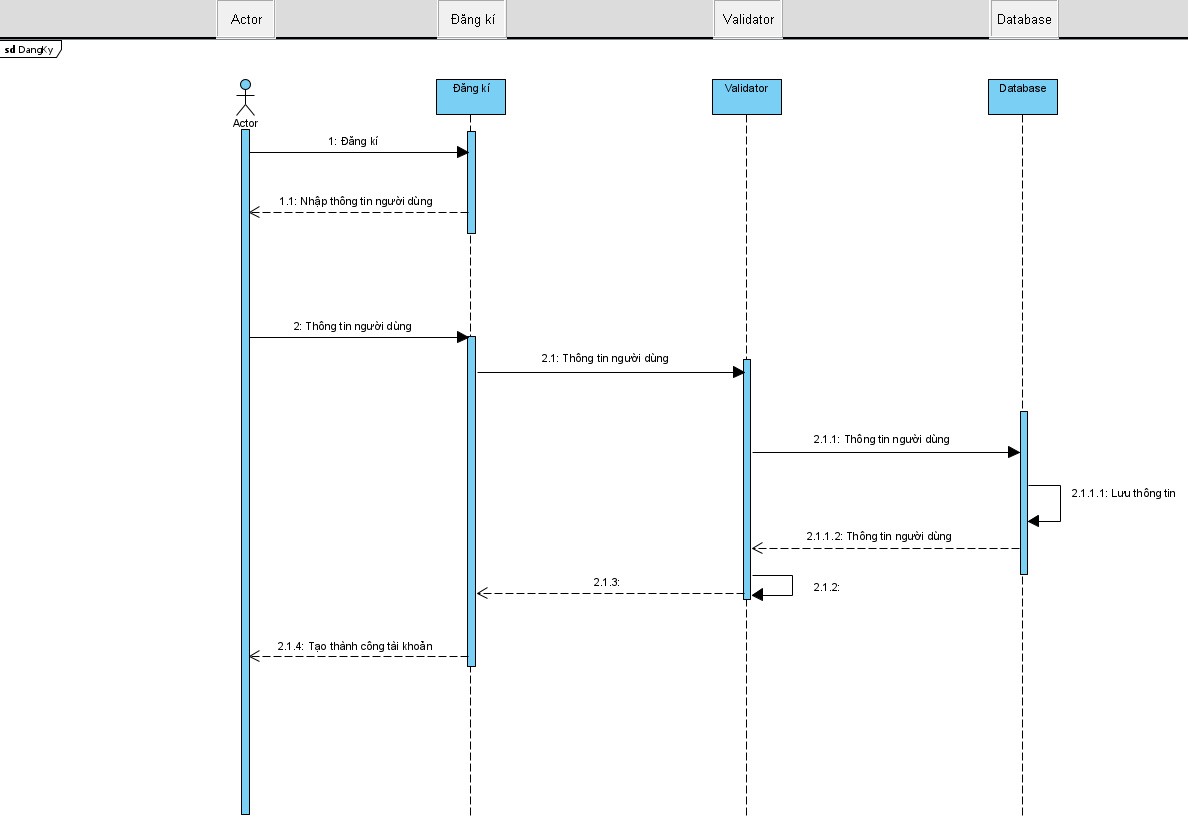 Actor Đăng kí Validator Database
sd DangKy
Đăng kí Validator Database
Actor
1: Đăng kí
1.1: Nhập thông tin người dùng
2: Thông tin người dùng
2.1: Thông tin người dùng
2.1.1: Thông tin người dùng
2.1.1.1: Lưu thông tin
2.1.1.2: Thông tin người dùng
2.1.3:
2.1.2:
2.1.4: Tạo thành công tài khoản